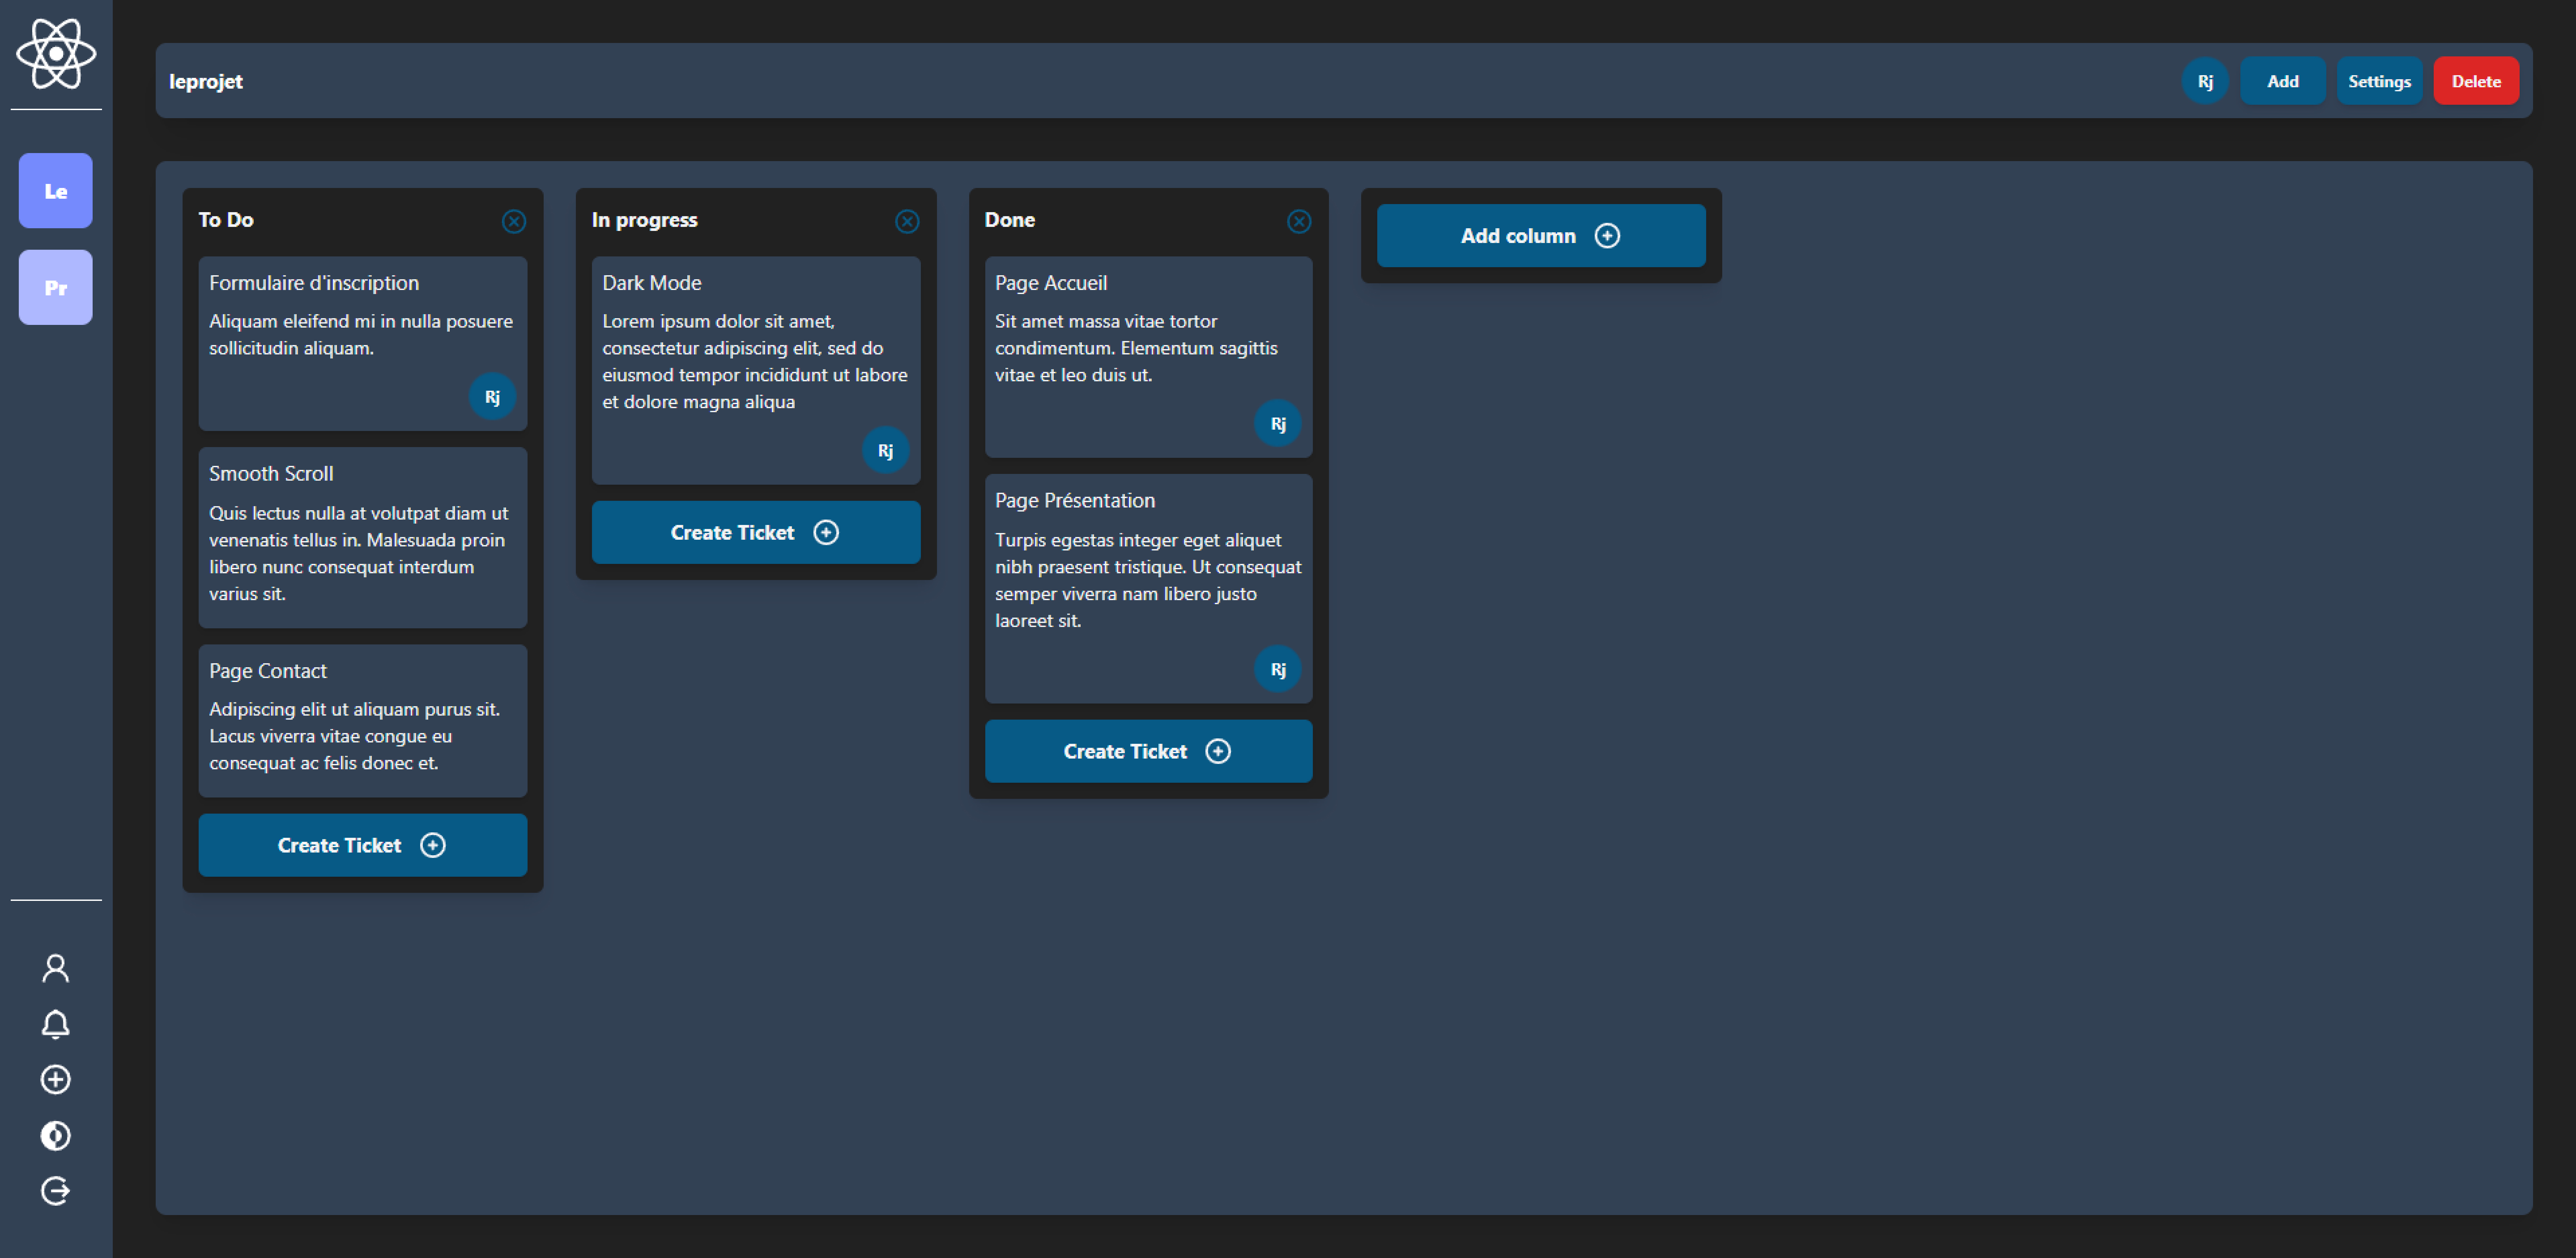 leprojet
Rj
Add
Settings
Delete
Le
Pr
To Do
Formulaire d'inscription
Aliquam eleifend mi in nulla posuere
sollicitudin aliquam.
Rj
Smooth Scroll
Quis lectus nulla at volutpat diam ut
venenatis tellus in. Malesuada proin
libero nunc consequat interdum
varius sit.
Page Contact
Adipiscing elit ut aliquam purus sit.
Lacus viverra vitae congue eu
consequat ac felis donec et.
Create Ticket
In progress
Dark Mode
Lorem ipsum dolor sit amet,
consectetur adipiscing elit, sed do
eiusmod tempor incididunt ut labore
et dolore magna aliqua
Rj
Create Ticket
Done
Page Accueil
Sit amet massa vitae tortor
condimentum. Elementum sagittis
vitae et leo duis ut.
Rj
Page Présentation
Turpis egestas integer eget aliquet
nibh praesent tristique. Ut consequat
semper viverra nam libero justo
laoreet sit.
Rj
Create Ticket
Add column